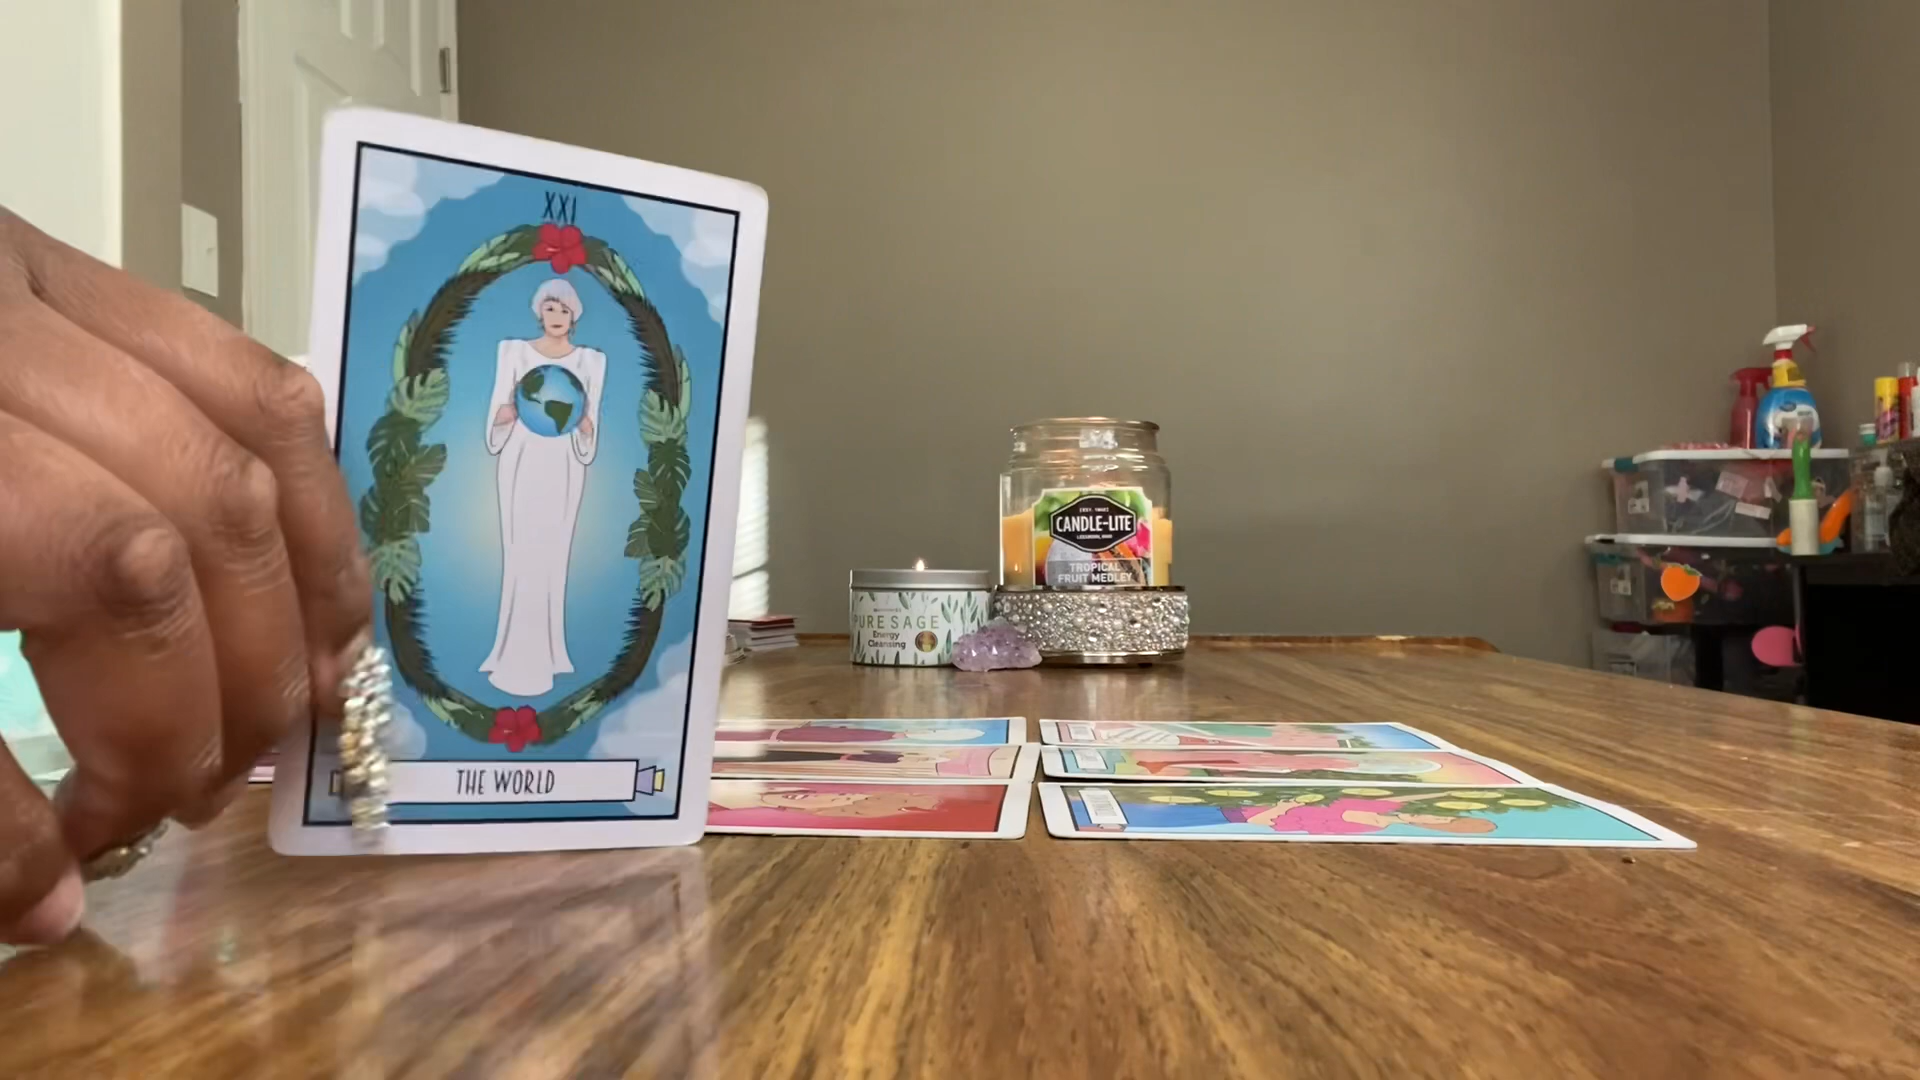 XXI
THE WORLD
CANDLE-LITE
TROPICAL
FRUIT MEDLEY
PURE SAGE
Energy
Cleansing